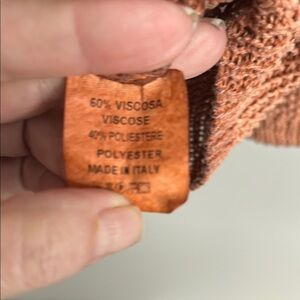 60% VISCOSA
VISCOSE
40% POLIESTERE
POLYESTER
MADE IN ITALY